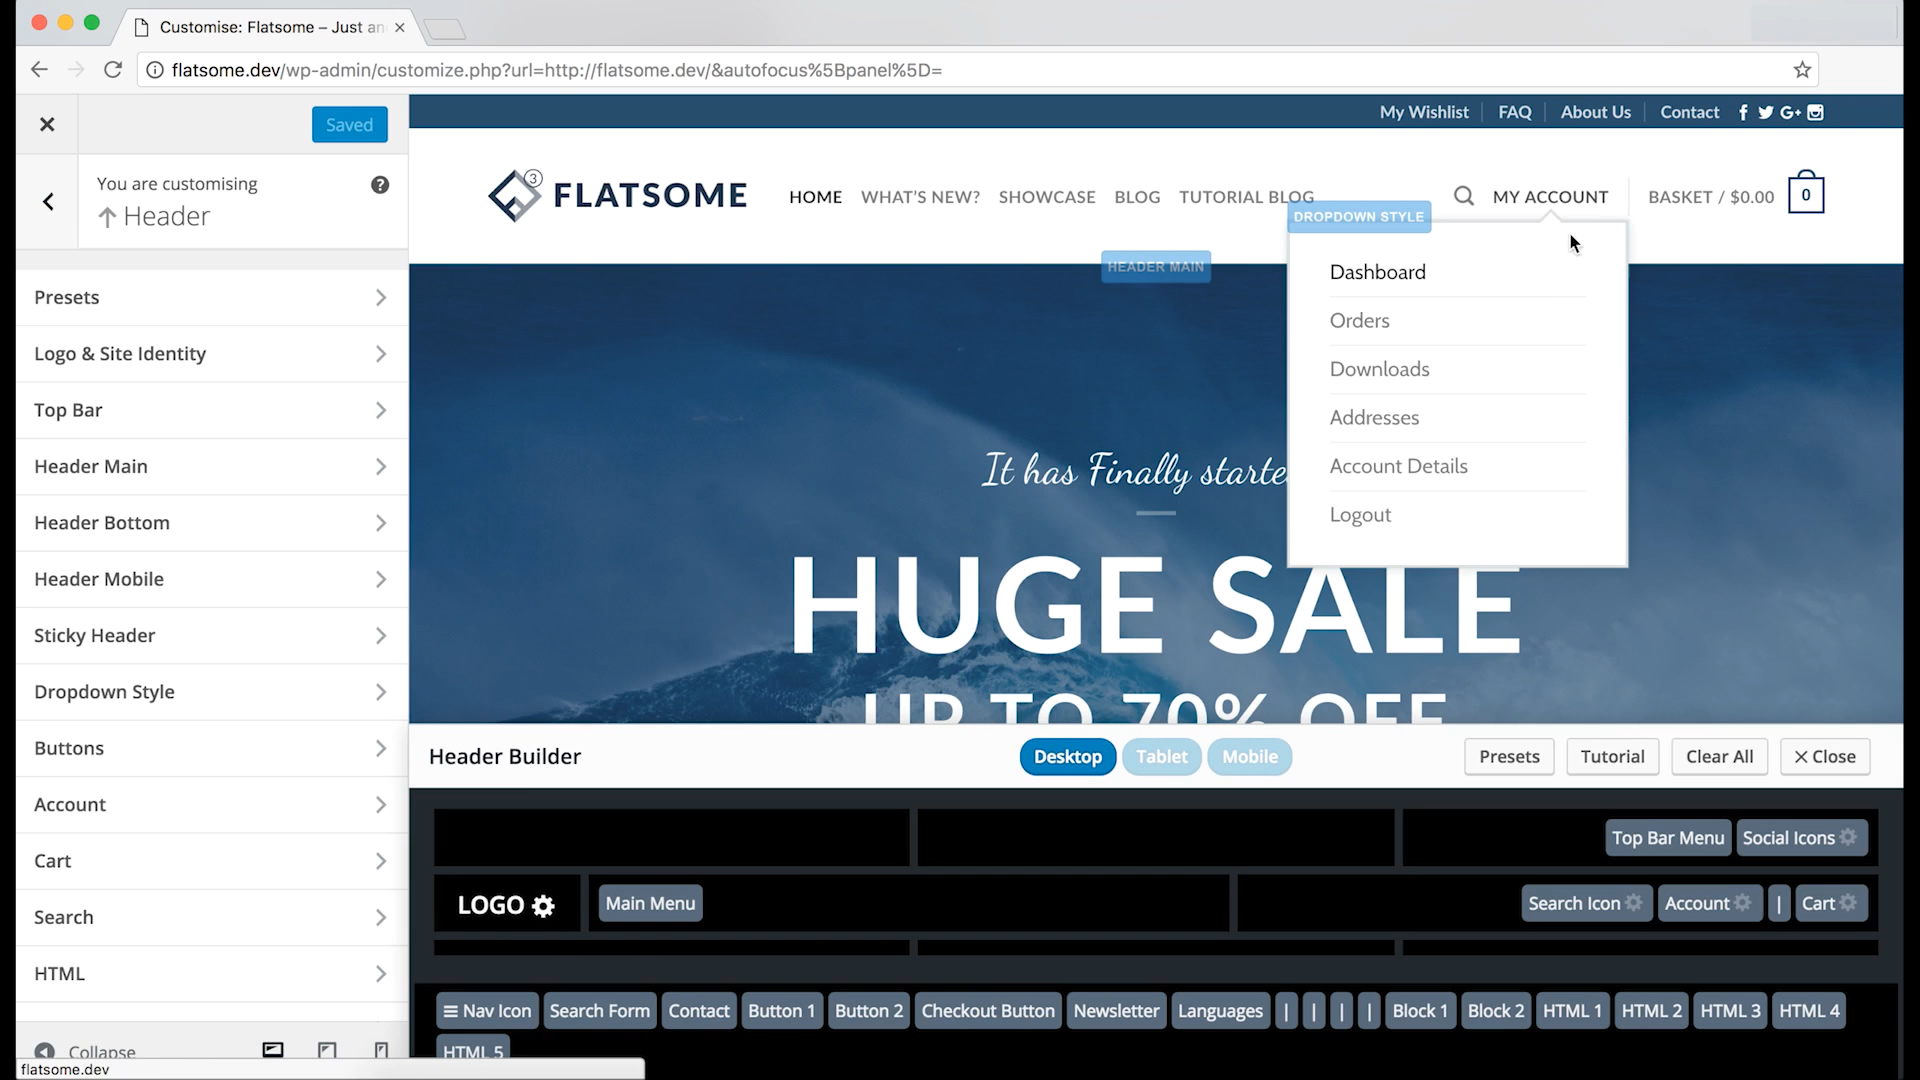 Customise: Flatsome – Just an
flatsome.dev/wp-admin/customize.php?url=http://flatsome.dev/&autofocus%5Bpanel%5D=
Saved
You are customising
Header
Presets
Logo & Site Identity
Top Bar
Header Main
Header Bottom
Header Mobile
Sticky Header
Dropdown Style
Buttons
Account
Cart
Search
HTML
Collapse
flatsome.dev
My Wishlist FAQ About Us Contact
3 FLATSOME HOME WHAT'S NEW? SHOWCASE BLOG TUTORIAL BLOG MY ACCOUNT BASKET / $0.00 0
DROPDOWN STYLE
HEADER MAIN
Dashboard
Orders
Downloads
Addresses
Account Details
Logout
It has Finally starte
HUGE SALE
UP TO 70% OFF
Header Builder Desktop Tablet Mobile Presets Tutorial Clear All Close
Top Bar Menu Social Icons
LOGO Main Menu Search Icon Account | Cart
Nav Icon Search Form Contact Button 1 Button 2 Checkout Button Newsletter Languages | | | | Block 1 Block 2 HTML 1 HTML 2 HTML 3 HTML 4
HTML 5